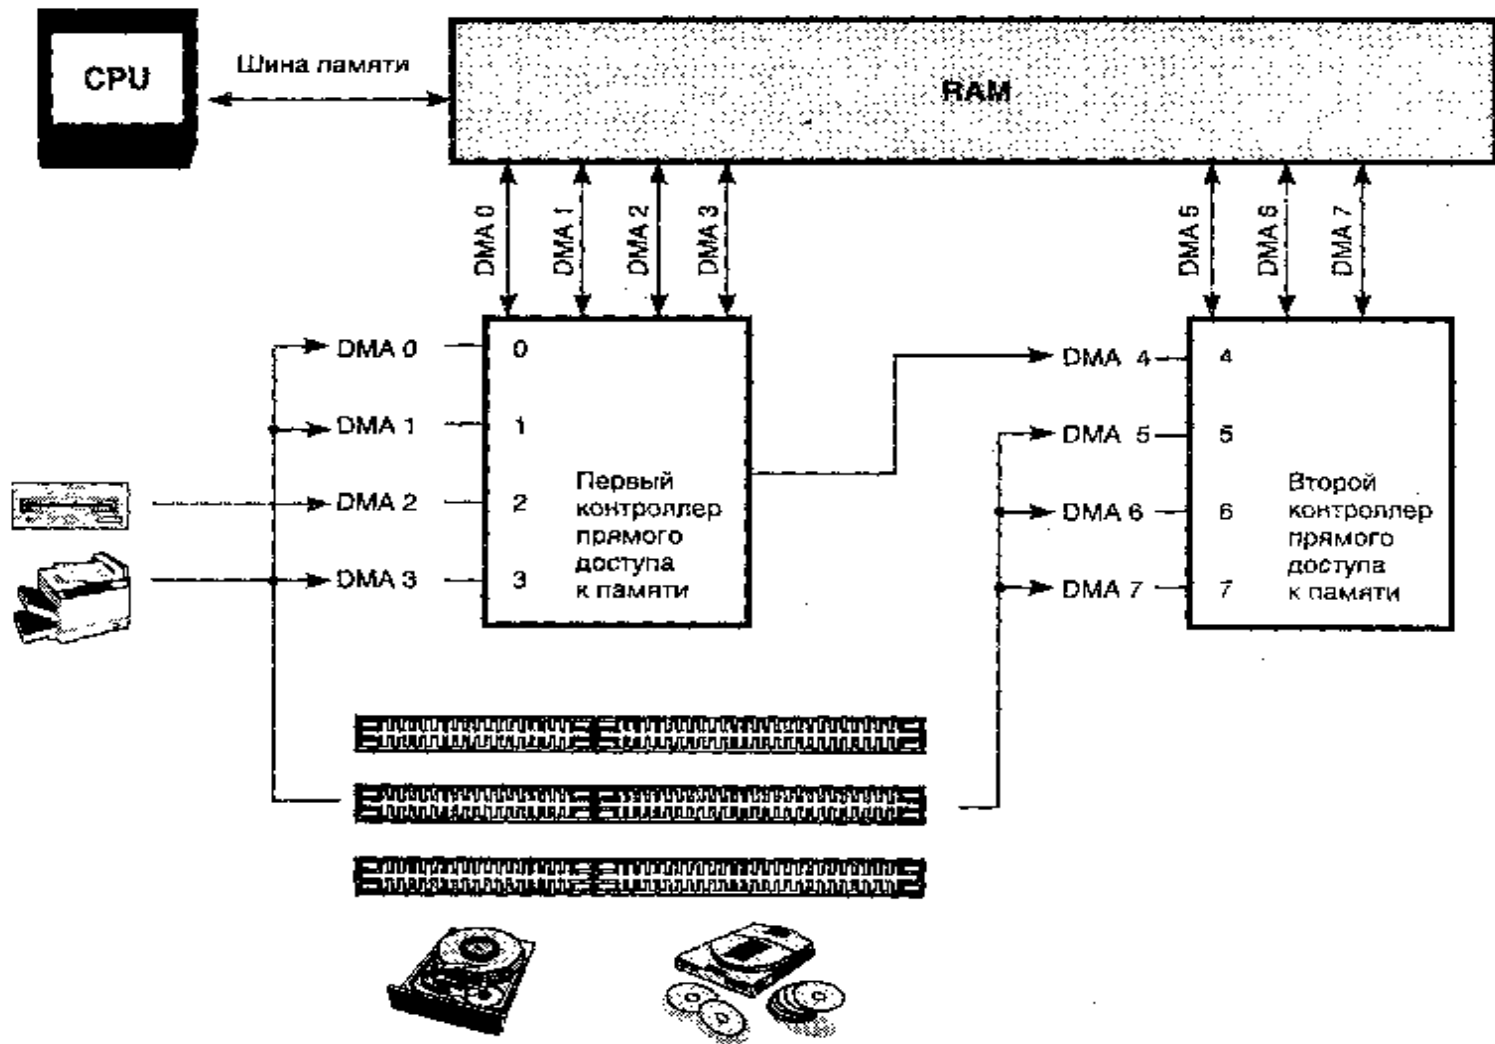 CPU
Шина памяти
RAM
DMA 0
DMA 1
DMA 2
DMA 3
DMA 5
DMA 6
DMA 7
DMA 0
0
DMA 1
1
DMA 2
2
DMA 3
3
Первый
контроллер
прямого
доступа
к памяти
DMA 4
4
DMA 5
5
DMA 6
6
DMA 7
7
Второй
контроллер
прямого
доступа
к памяти